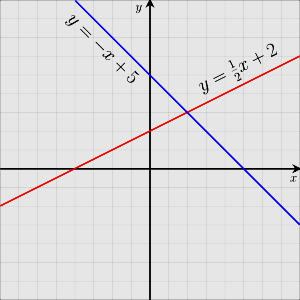 y
y = −x + 5
y = ½x + 2
x